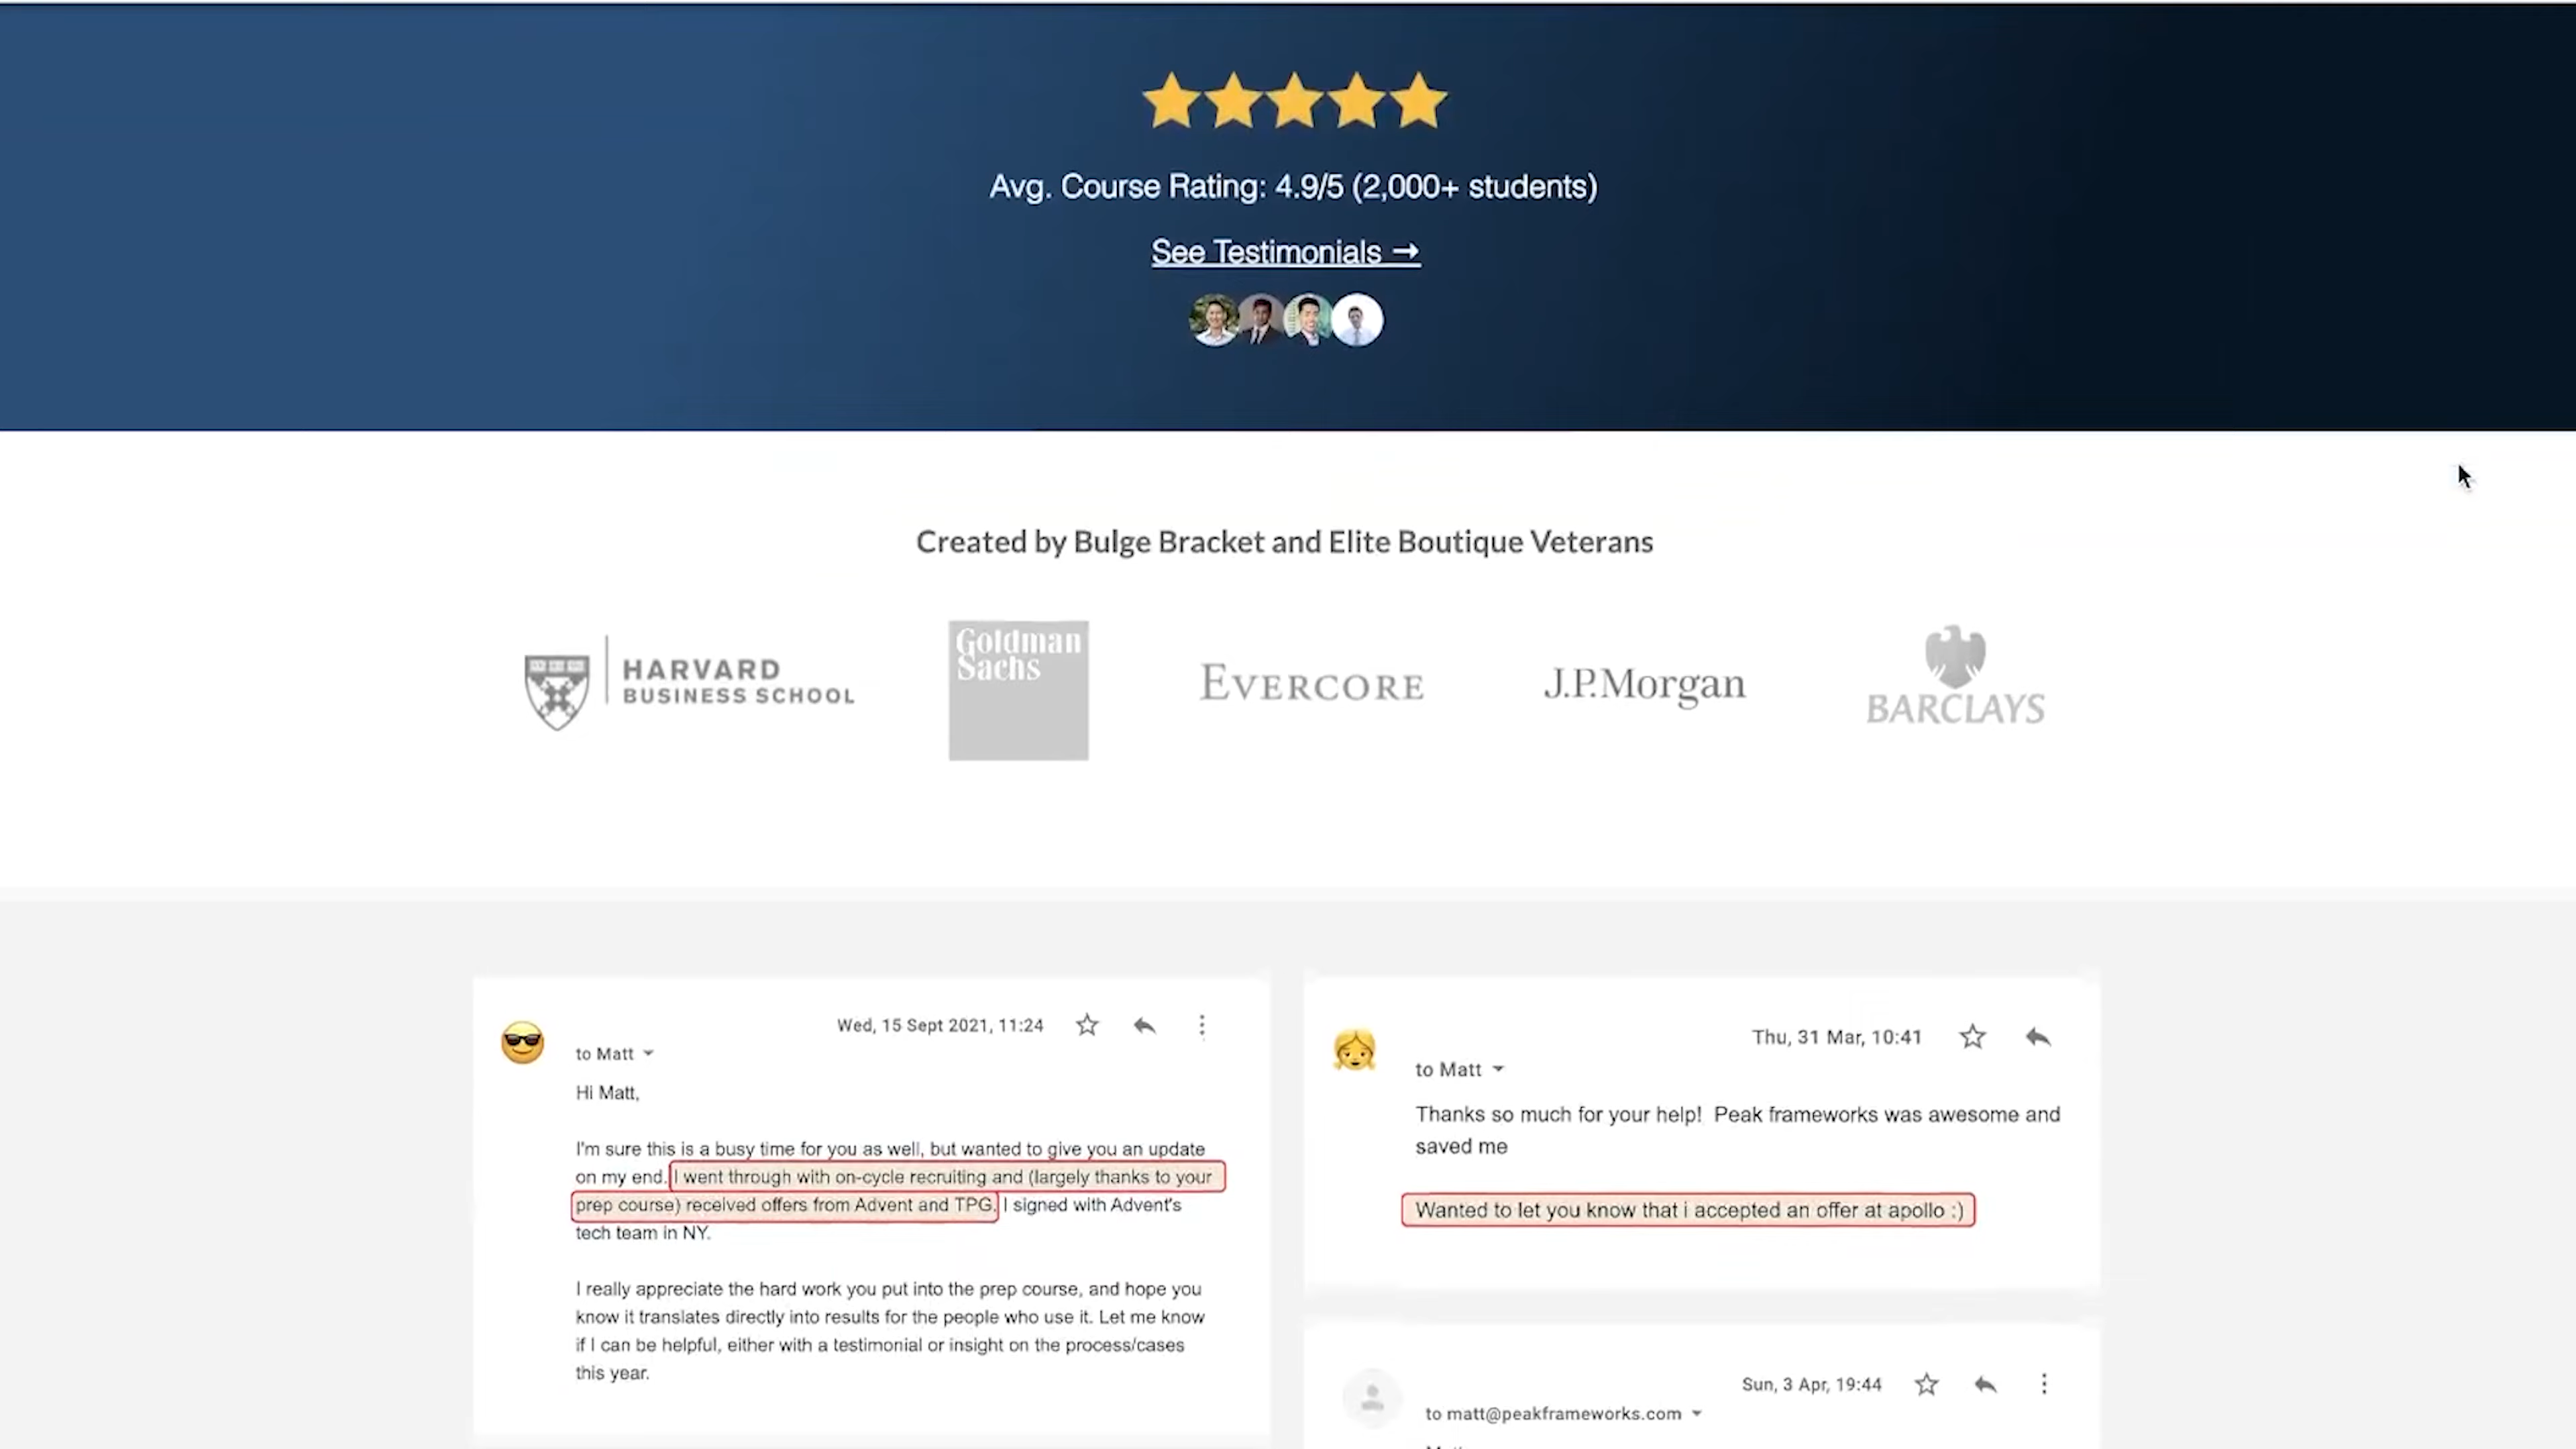 Avg. Course Rating: 4.9/5 (2,000+ students)
See Testimonials →
Created by Bulge Bracket and Elite Boutique Veterans
HARVARD
BUSINESS SCHOOL
Goldman
Sachs
EVERCORE
J.P.Morgan
BARCLAYS
Wed, 15 Sept 2021, 11:24
to Matt
Hi Matt,
I'm sure this is a busy time for you as well, but wanted to give you an update
on my end. I went through with on-cycle recruiting and (largely thanks to your
prep course) received offers from Advent and TPG. I signed with Advent's
tech team in NY.
I really appreciate the hard work you put into the prep course, and hope you
know it translates directly into results for the people who use it. Let me know
if I can be helpful, either with a testimonial or insight on the process/cases
this year.
Thu, 31 Mar, 10:41
to Matt
Thanks so much for your help! Peak frameworks was awesome and
saved me
Wanted to let you know that i accepted an offer at apollo :)
Sun, 3 Apr, 19:44
to matt@peakframeworks.com